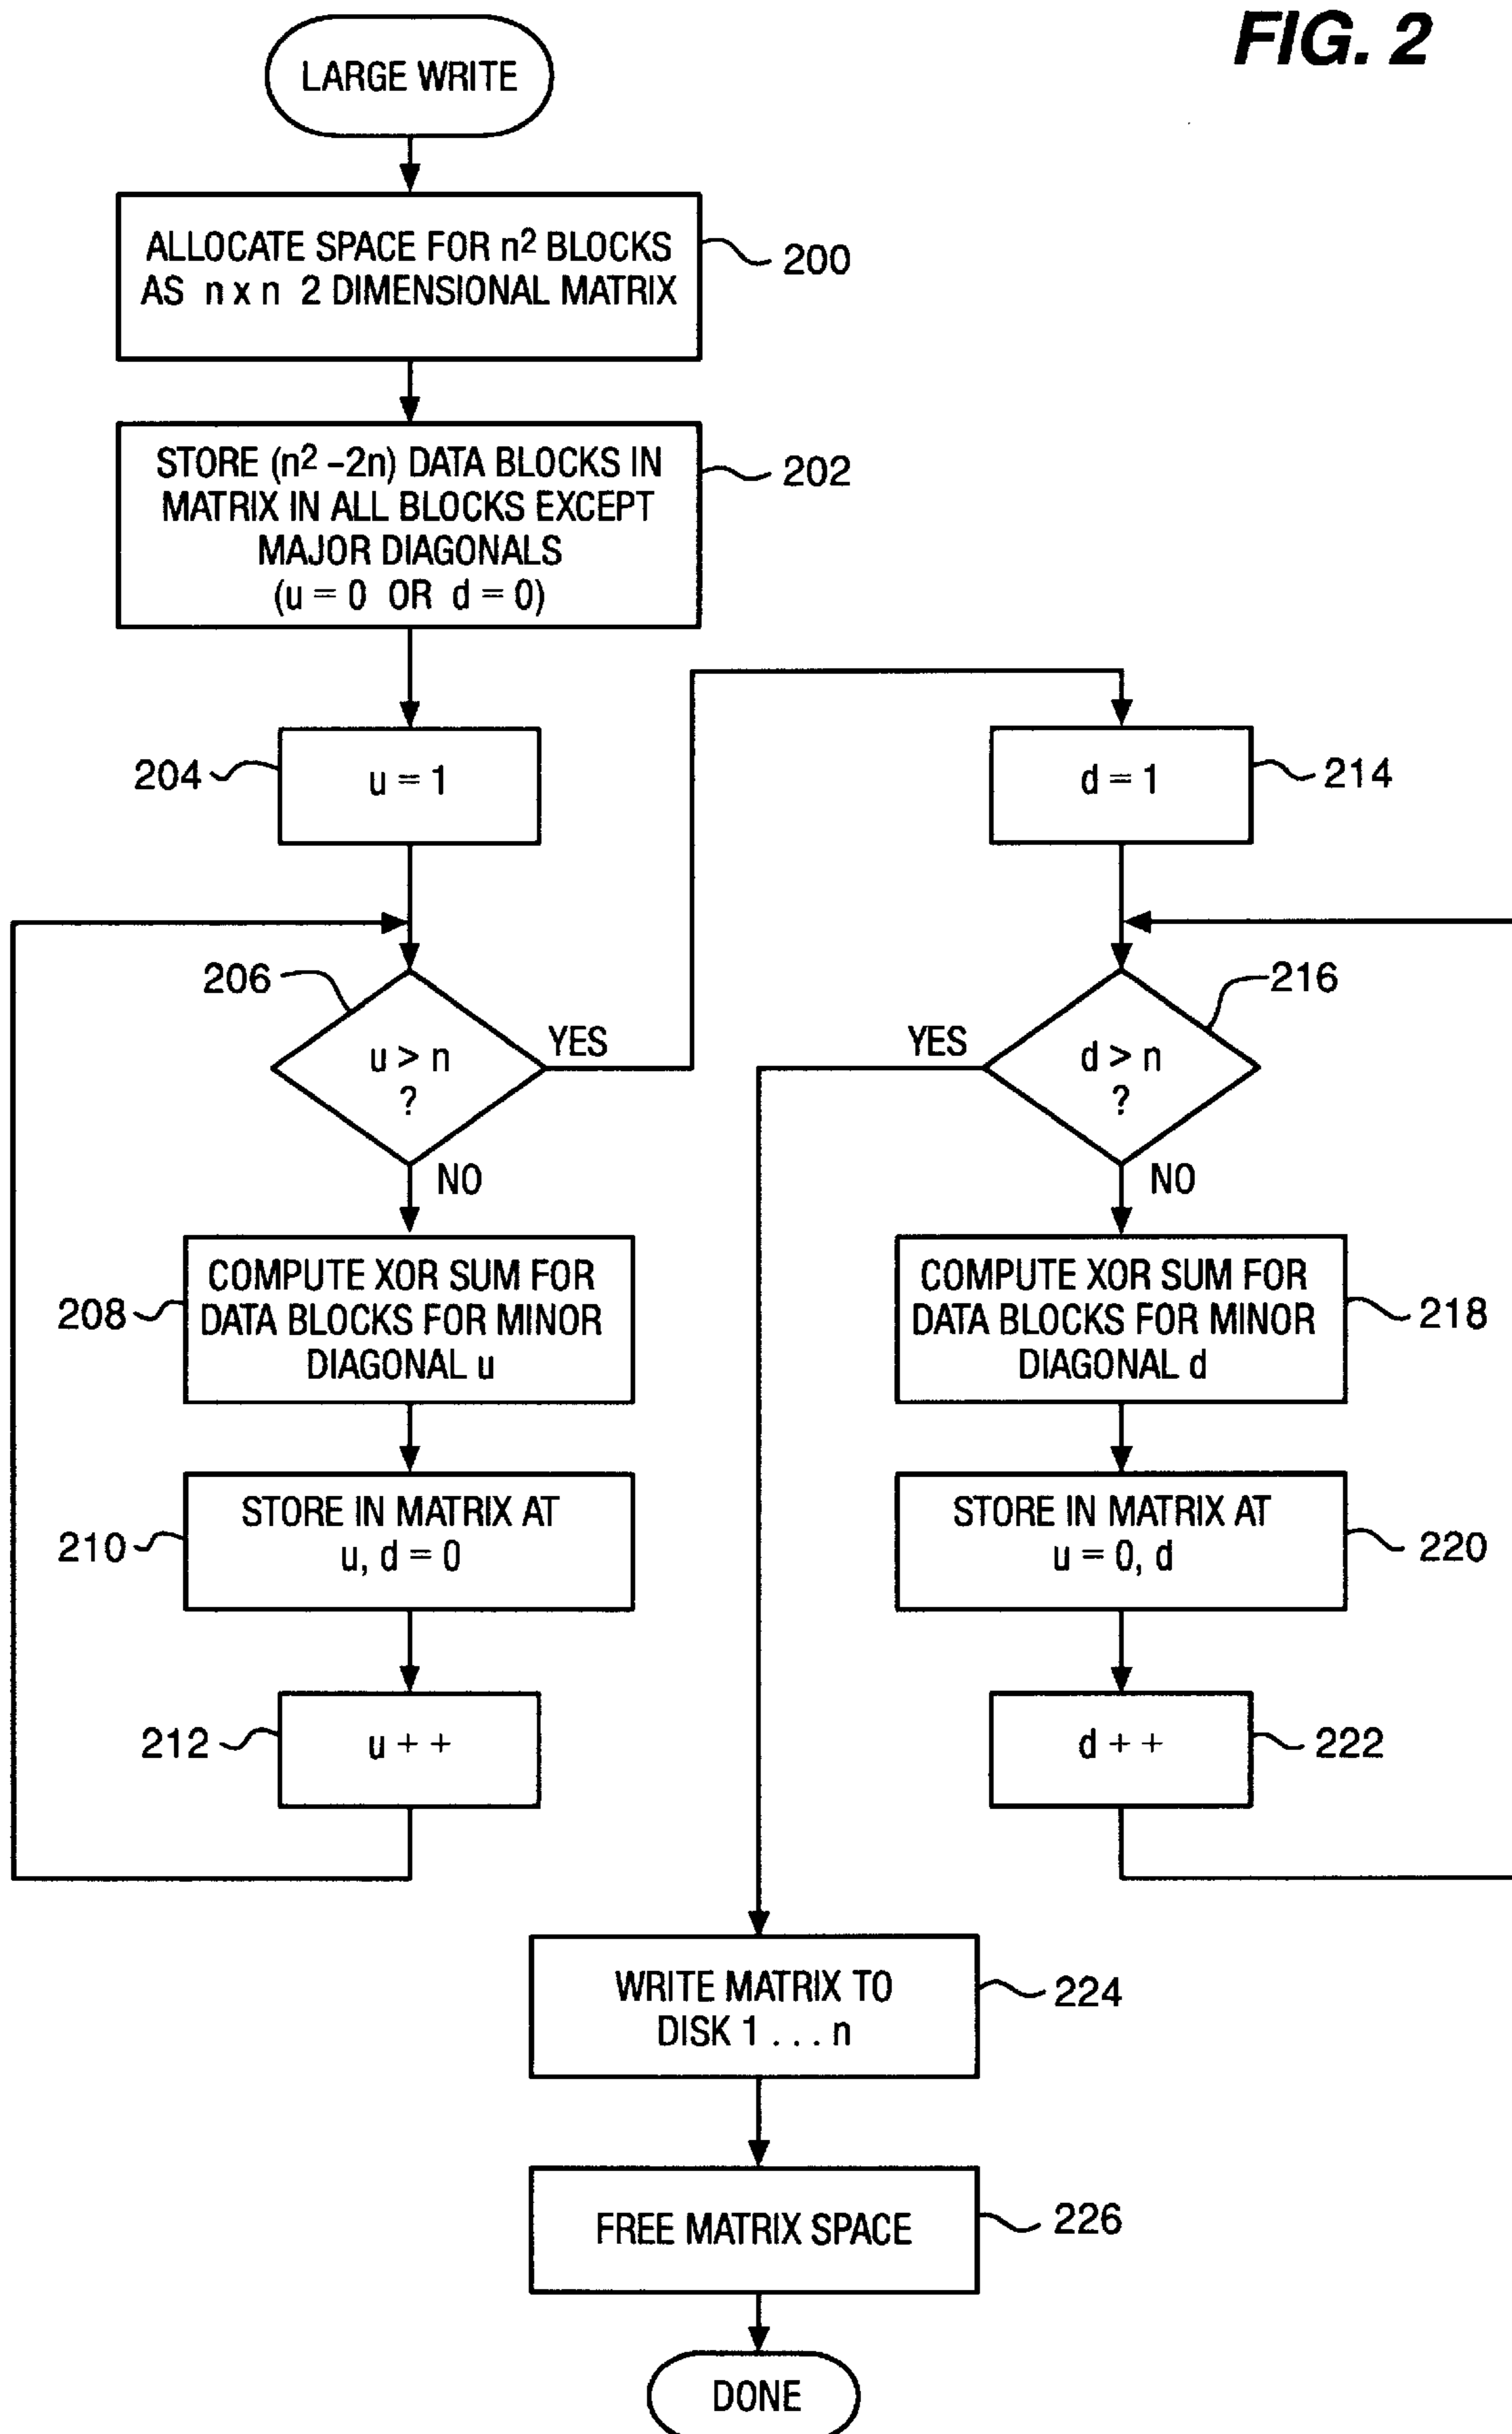 FIG. 2
LARGE WRITE
ALLOCATE SPACE FOR n² BLOCKS
AS n x n 2 DIMENSIONAL MATRIX
200
STORE (n² −2n) DATA BLOCKS IN
MATRIX IN ALL BLOCKS EXCEPT
MAJOR DIAGONALS
(u = 0 OR d = 0)
202
204
u = 1
206
u > n
?
YES
NO
208
COMPUTE XOR SUM FOR
DATA BLOCKS FOR MINOR
DIAGONAL u
210
STORE IN MATRIX AT
u, d = 0
212
u + +
d = 1
214
216
YES
d > n
?
NO
COMPUTE XOR SUM FOR
DATA BLOCKS FOR MINOR
DIAGONAL d
218
STORE IN MATRIX AT
u = 0, d
220
d + +
222
WRITE MATRIX TO
DISK 1 . . . n
224
FREE MATRIX SPACE
226
DONE